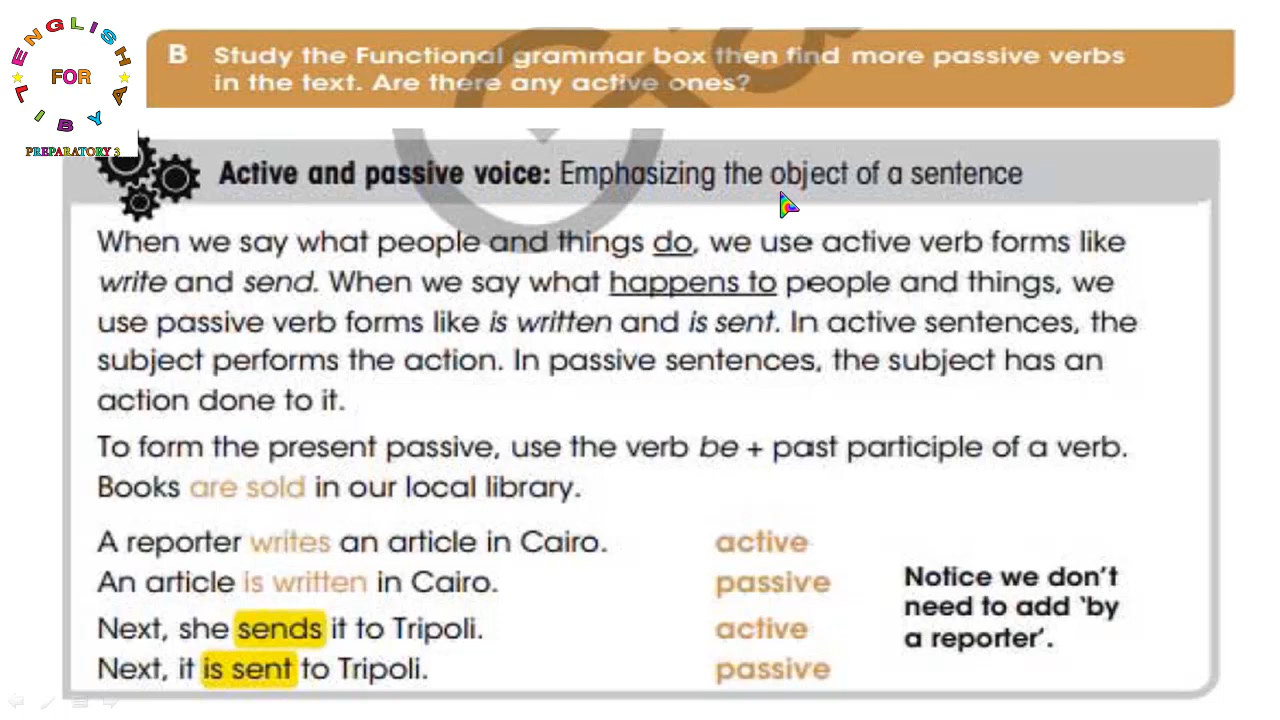 ENGLISH
FOR
LIBYA
PREPARATORY 3
B Study the Functional grammar box then find more passive verbs
in the text. Are there any active ones?
Active and passive voice: Emphasizing the object of a sentence
When we say what people and things do, we use active verb forms like
write and send. When we say what happens to people and things, we
use passive verb forms like is written and is sent. In active sentences, the
subject performs the action. In passive sentences, the subject has an
action done to it.
To form the present passive, use the verb be + past participle of a verb.
Books are sold in our local library.
A reporter writes an article in Cairo. active
An article is written in Cairo. passive
Next, she sends it to Tripoli. active
Next, it is sent to Tripoli. passive
Notice we don't
need to add 'by
a reporter'.